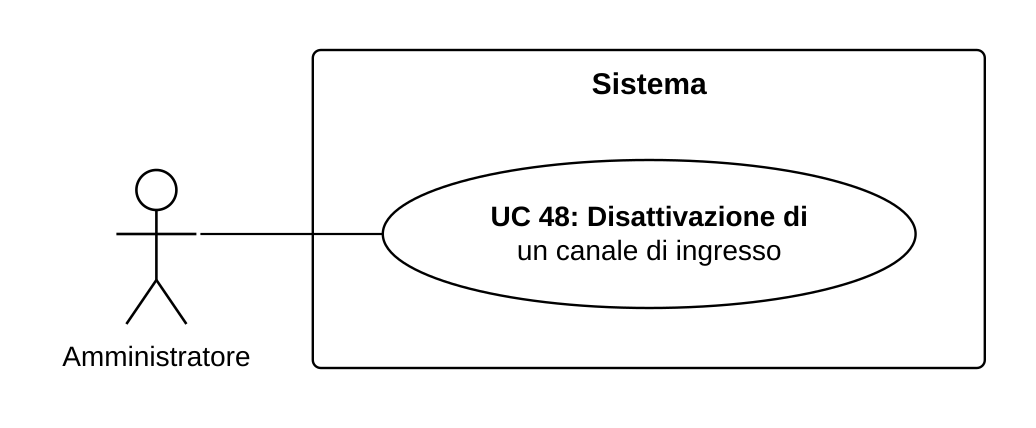 Sistema
UC 48: Disattivazione di
un canale di ingresso
Amministratore